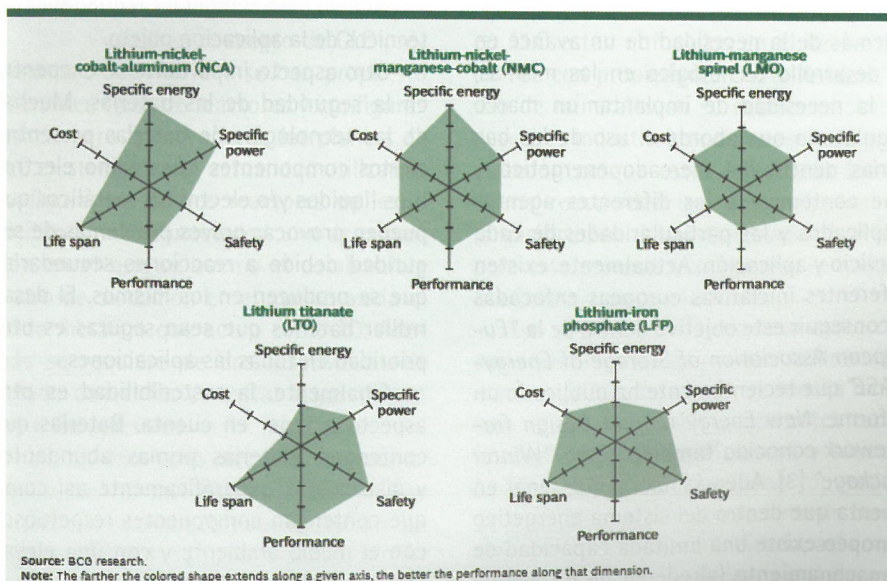 Lithium-nickel-
cobalt-aluminum (NCA)
Specific energy
Cost
Specific
power
Life span
Safety
Performance
Lithium-nickel-
manganese-cobalt (NMC)
Specific energy
Cost
Specific
power
Life span
Safety
Performance
Lithium-manganese
spinel (LMO)
Specific energy
Cost
Specific
power
Life span
Safety
Performance
Lithium titanate
(LTO)
Specific energy
Cost
Specific
power
Life span
Safety
Performance
Lithium-iron
phosphate (LFP)
Specific energy
Cost
Specific
power
Life span
Safety
Performance
Source: BCG research.
Note: The farther the colored shape extends along a given axis, the better the performance along that dimension.